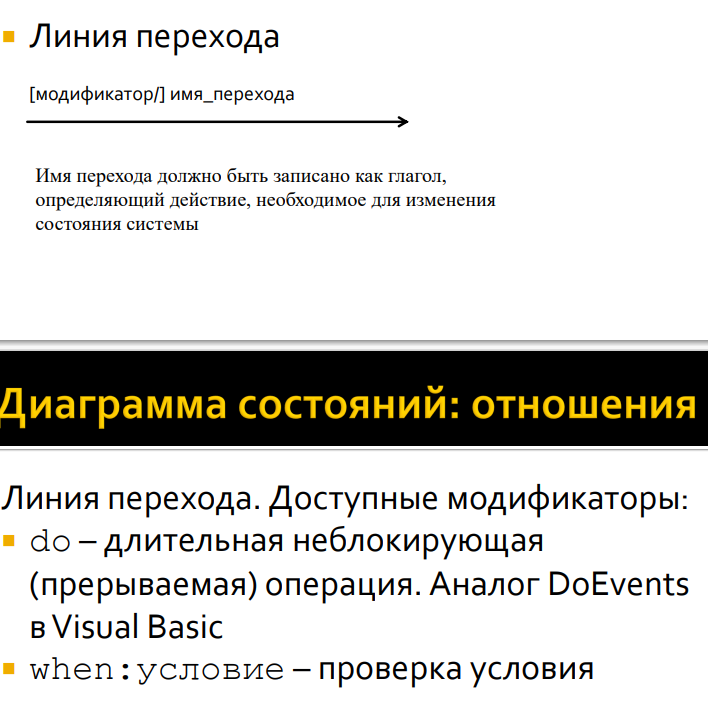 Линия перехода
[модификатор/] имя_перехода
Имя перехода должно быть записано как глагол,
определяющий действие, необходимое для изменения
состояния системы
Диаграмма состояний: отношения
Линия перехода. Доступные модификаторы:
do – длительная неблокирующая
(прерываемая) операция. Аналог DoEvents
в Visual Basic
when:условие – проверка условия